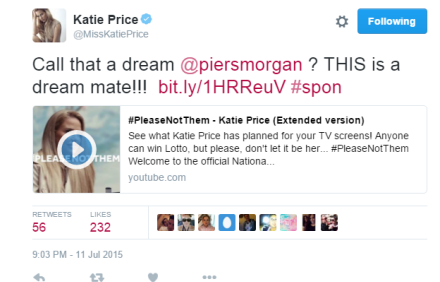 Katie Price
@MissKatiePrice
Following
Call that a dream @piersmorgan ? THIS is a
dream mate!!! bit.ly/1HRReuV #spon
PLEASENOTTHEM
#PleaseNotThem - Katie Price (Extended version)
See what Katie Price has planned for your TV screens! Anyone
can win Lotto, but please, don't let it be her... #PleaseNotThem
Welcome to the official Nationa...
youtube.com
RETWEETS
56
LIKES
232
9:03 PM - 11 Jul 2015